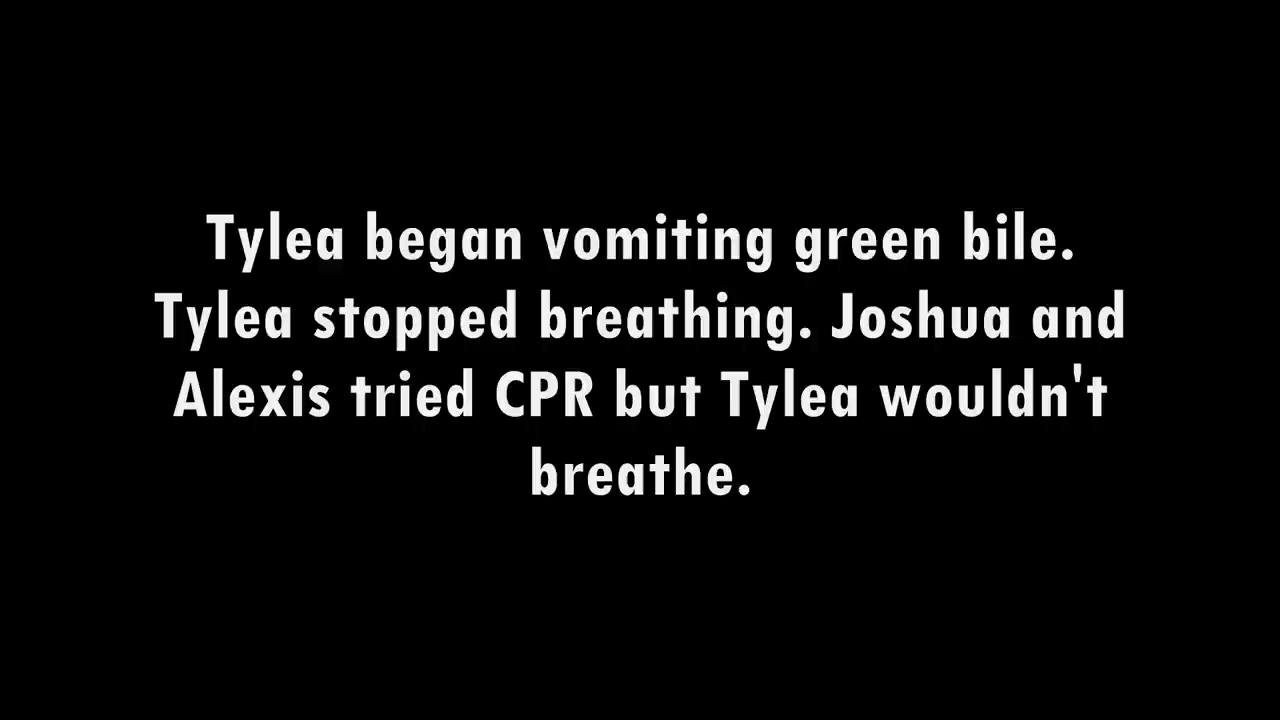 Tylea began vomiting green bile.
Tylea stopped breathing. Joshua and
Alexis tried CPR but Tylea wouldn't
breathe.